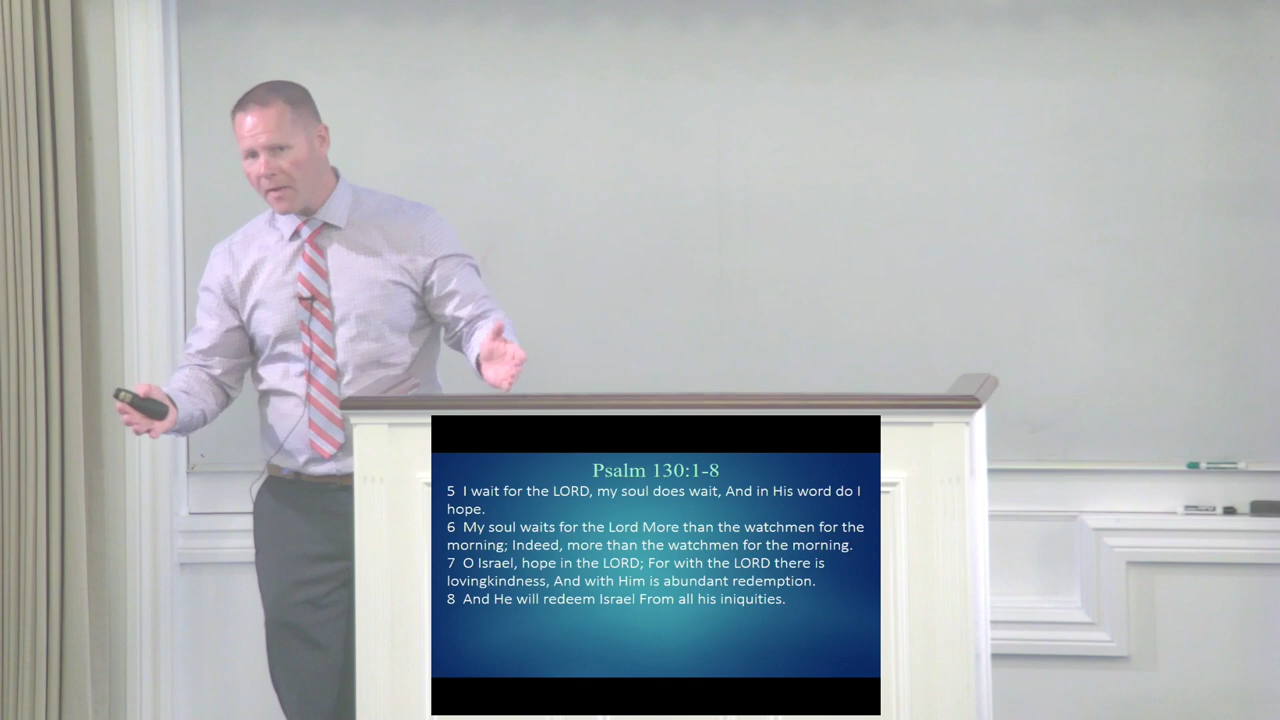 Psalm 130:1-8
5 I wait for the LORD, my soul does wait, And in His word do I
hope.
6 My soul waits for the Lord More than the watchmen for the
morning; Indeed, more than the watchmen for the morning.
7 O Israel, hope in the LORD; For with the LORD there is
lovingkindness, And with Him is abundant redemption.
8 And He will redeem Israel From all his iniquities.